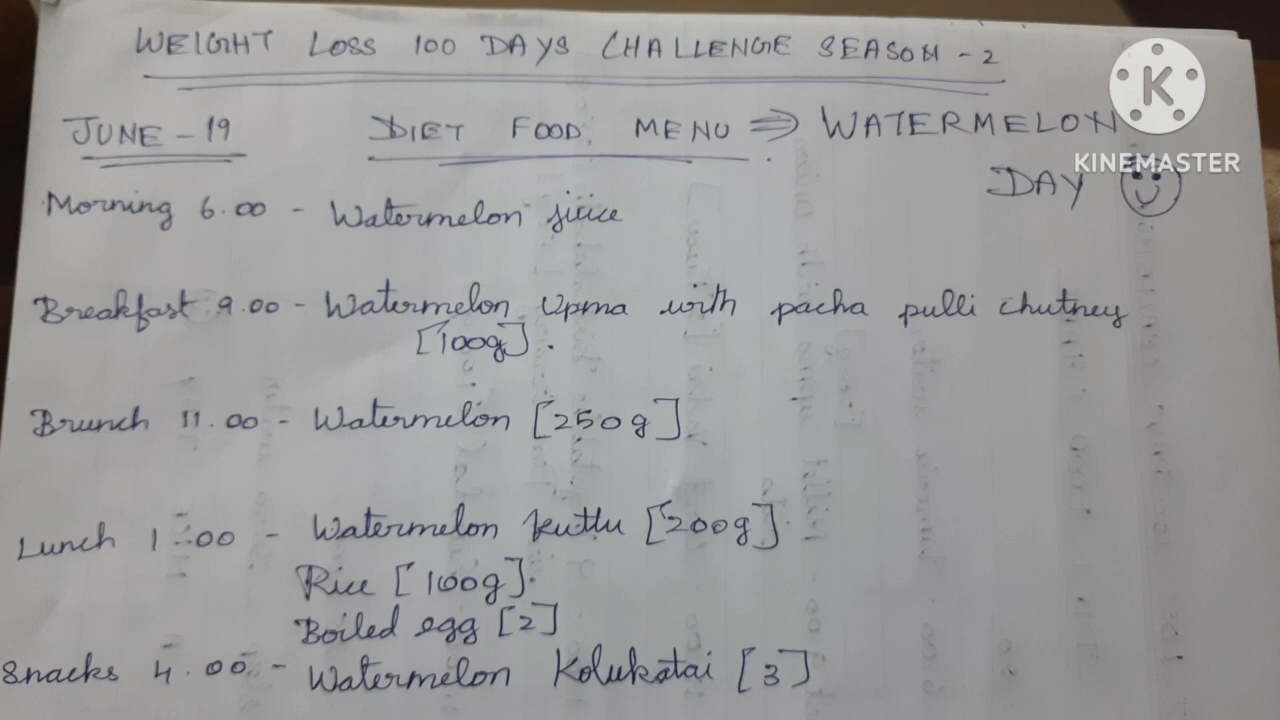 WEIGHT LOSS 100 DAYS CHALLENGE SEASON - 2
JUNE - 19 DIET FOOD MENU ⇒ WATERMELON
DAY
KINEMASTER
Morning 6.00 - Watermelon juice
Breakfast 9.00 - Watermelon Upma with pacha pulli chutney
[100g].
Brunch 11.00 - Watermelon [250g]
Lunch 1.00 - Watermelon kuttu [200g]
Rice [100g].
Boiled egg [2]
Snacks 4.00 - Watermelon Kolukatai [3]